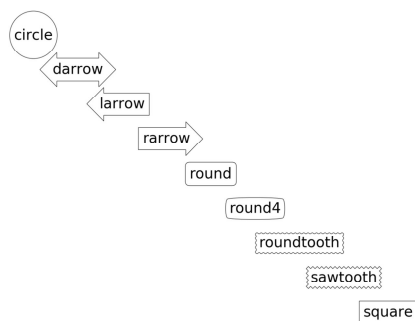 circle
darrow
larrow
rarrow
round
round4
roundtooth
sawtooth
square